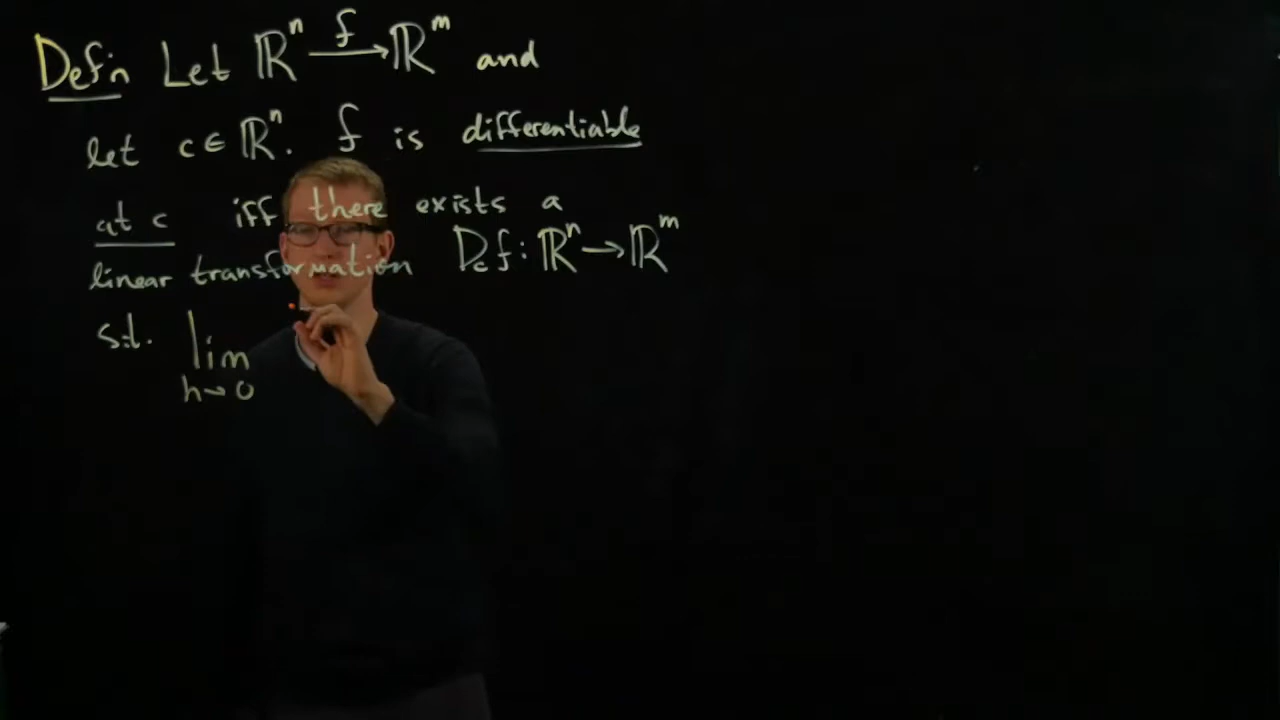 Defn Let ℝⁿ —f→ ℝᵐ and
let c ∈ ℝⁿ. f is differentiable
at c iff there exists a
linear transformation D_c f : ℝⁿ → ℝᵐ
s.t. lim
h → 0